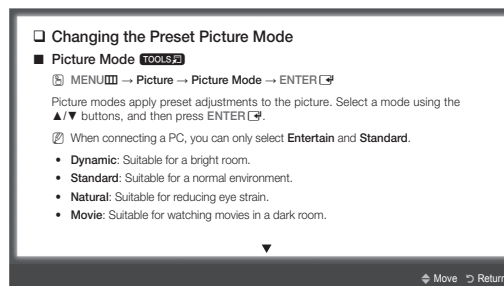 ❑ Changing the Preset Picture Mode
■ Picture Mode TOOLS
MENU → Picture → Picture Mode → ENTER
Picture modes apply preset adjustments to the picture. Select a mode using the
▲/▼ buttons, and then press ENTER.
When connecting a PC, you can only select Entertain and Standard.
• Dynamic: Suitable for a bright room.
• Standard: Suitable for a normal environment.
• Natural: Suitable for reducing eye strain.
• Movie: Suitable for watching movies in a dark room.
▼
Move Return